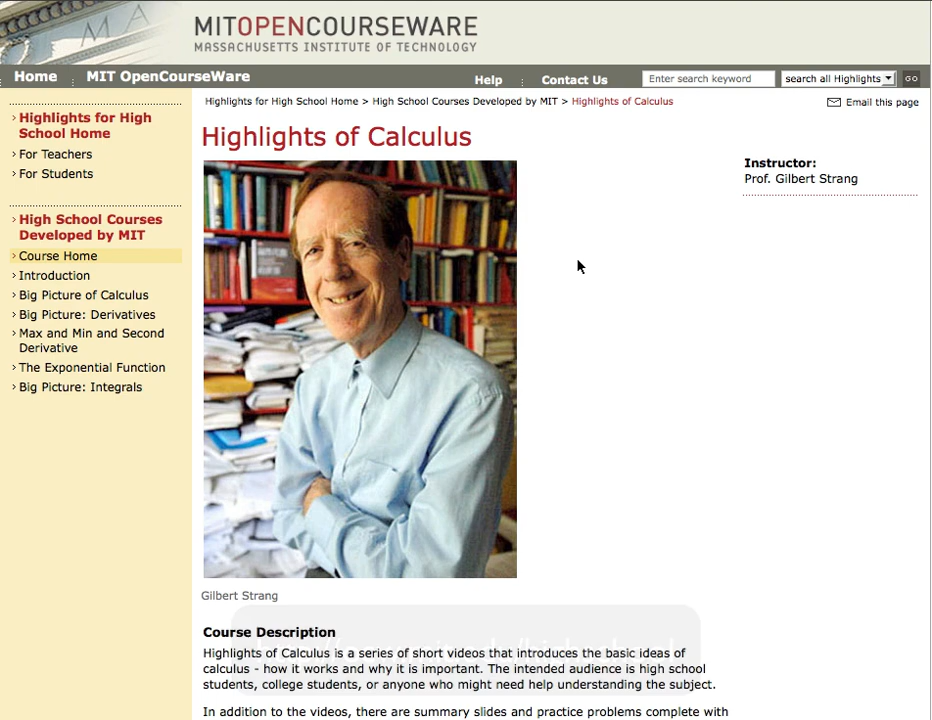 MITOPENCOURSEWARE
MASSACHUSETTS INSTITUTE OF TECHNOLOGY
Home
MIT OpenCourseWare
Help
Contact Us
Enter search keyword
search all Highlights
GO
Highlights for High School Home > High School Courses Developed by MIT > Highlights of Calculus
Email this page
Highlights for High
School Home
For Teachers
For Students
High School Courses
Developed by MIT
Course Home
Introduction
Big Picture of Calculus
Big Picture: Derivatives
Max and Min and Second
Derivative
The Exponential Function
Big Picture: Integrals
Highlights of Calculus
Instructor:
Prof. Gilbert Strang
Gilbert Strang
Course Description
Highlights of Calculus is a series of short videos that introduces the basic ideas of
calculus - how it works and why it is important. The intended audience is high school
students, college students, or anyone who might need help understanding the subject.
In addition to the videos, there are summary slides and practice problems complete with